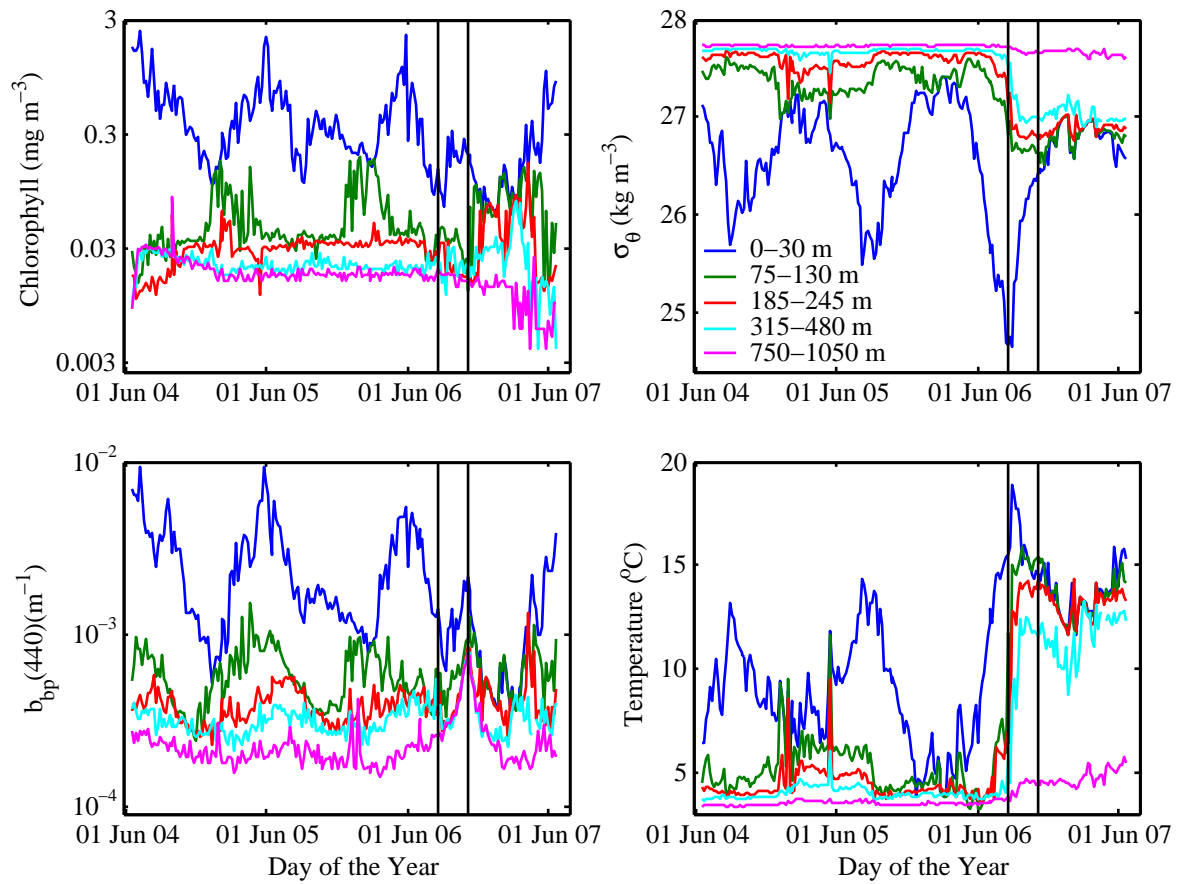 3
0.3
0.03
0.003
Chlorophyll (mg m−3)
01 Jun 04 01 Jun 05 01 Jun 06 01 Jun 07
28
27
26
25
σθ (kg m−3)
0−30 m
75−130 m
185−245 m
315−480 m
750−1050 m
01 Jun 04 01 Jun 05 01 Jun 06 01 Jun 07
10−2
10−3
10−4
bbp(440)(m−1)
01 Jun 04 01 Jun 05 01 Jun 06 01 Jun 07
Day of the Year
20
15
10
5
Temperature (oC)
01 Jun 04 01 Jun 05 01 Jun 06 01 Jun 07
Day of the Year